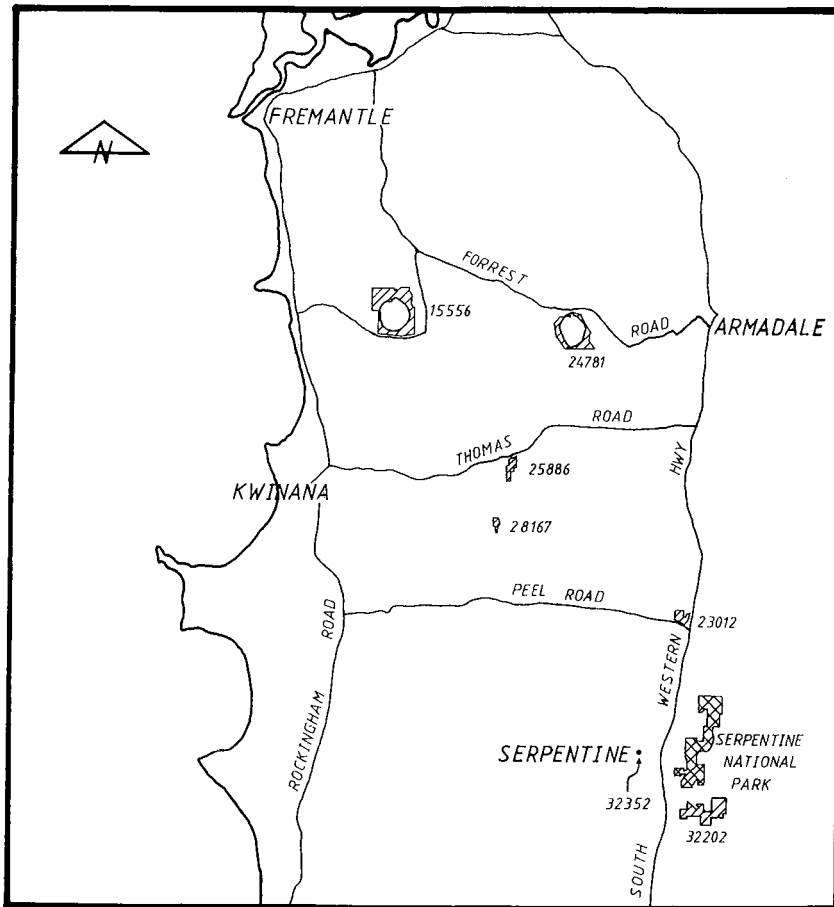 FREMANTLE
N
FORREST
ROAD
15556
ARMADALE
24781
THOMAS
ROAD
HWY
25886
KWINANA
28167
PEEL ROAD
23012
ROAD
WESTERN
ROCKINGHAM
SERPENTINE
NATIONAL
PARK
SERPENTINE
32352
32202
SOUTH